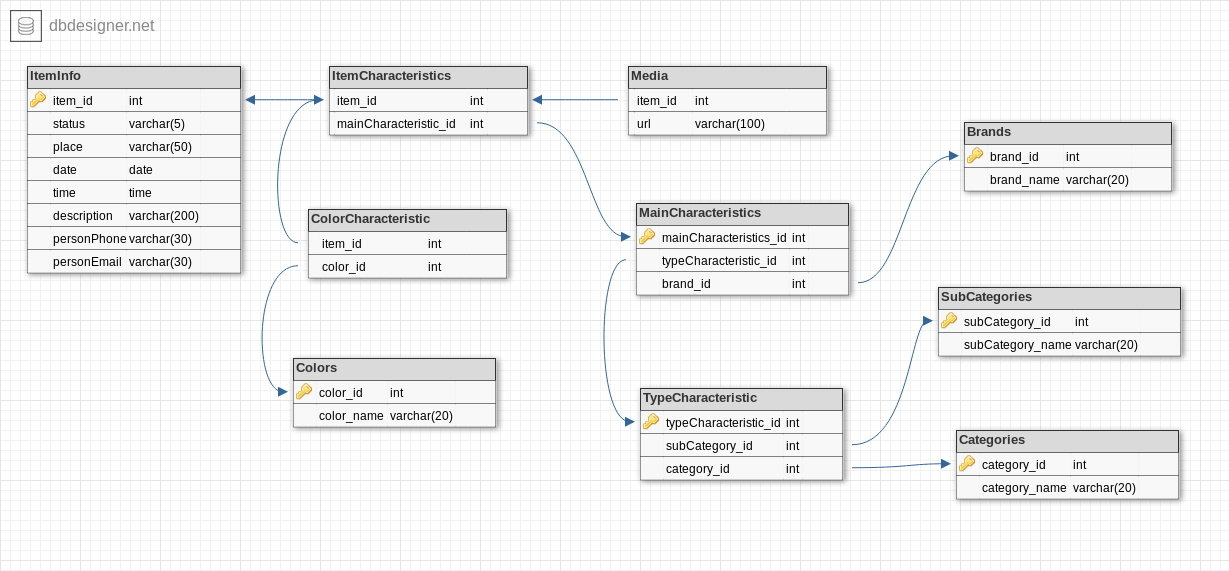 dbdesigner.net
ItemInfo
item_id int
status varchar(5)
place varchar(50)
date date
time time
description varchar(200)
personPhone varchar(30)
personEmail varchar(30)
ItemCharacteristics
item_id int
mainCharacteristic_id int
Media
item_id int
url varchar(100)
Brands
brand_id int
brand_name varchar(20)
ColorCharacteristic
item_id int
color_id int
MainCharacteristics
mainCharacteristics_id int
typeCharacteristic_id int
brand_id int
SubCategories
subCategory_id int
subCategory_name varchar(20)
Colors
color_id int
color_name varchar(20)
TypeCharacteristic
typeCharacteristic_id int
subCategory_id int
category_id int
Categories
category_id int
category_name varchar(20)